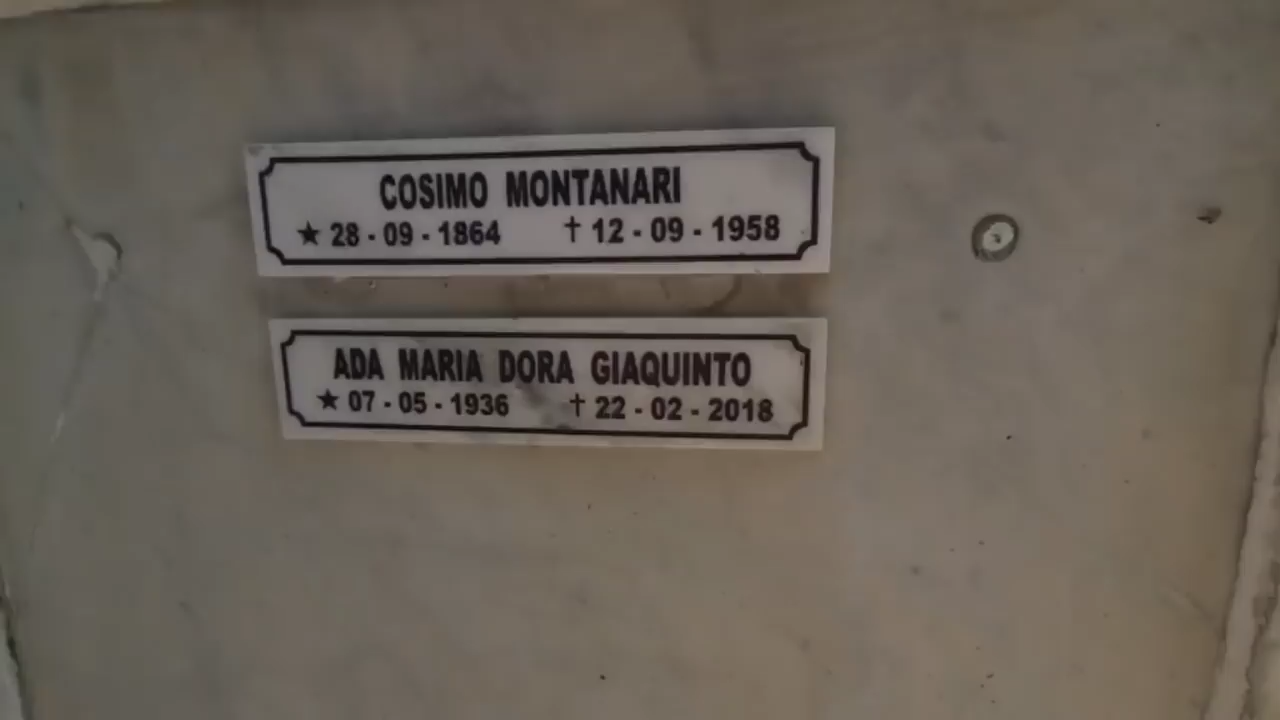 COSIMO MONTANARI
★ 28 - 09 - 1864 † 12 - 09 - 1958
ADA MARIA DORA GIAQUINTO
★ 07 - 05 - 1936 † 22 - 02 - 2018